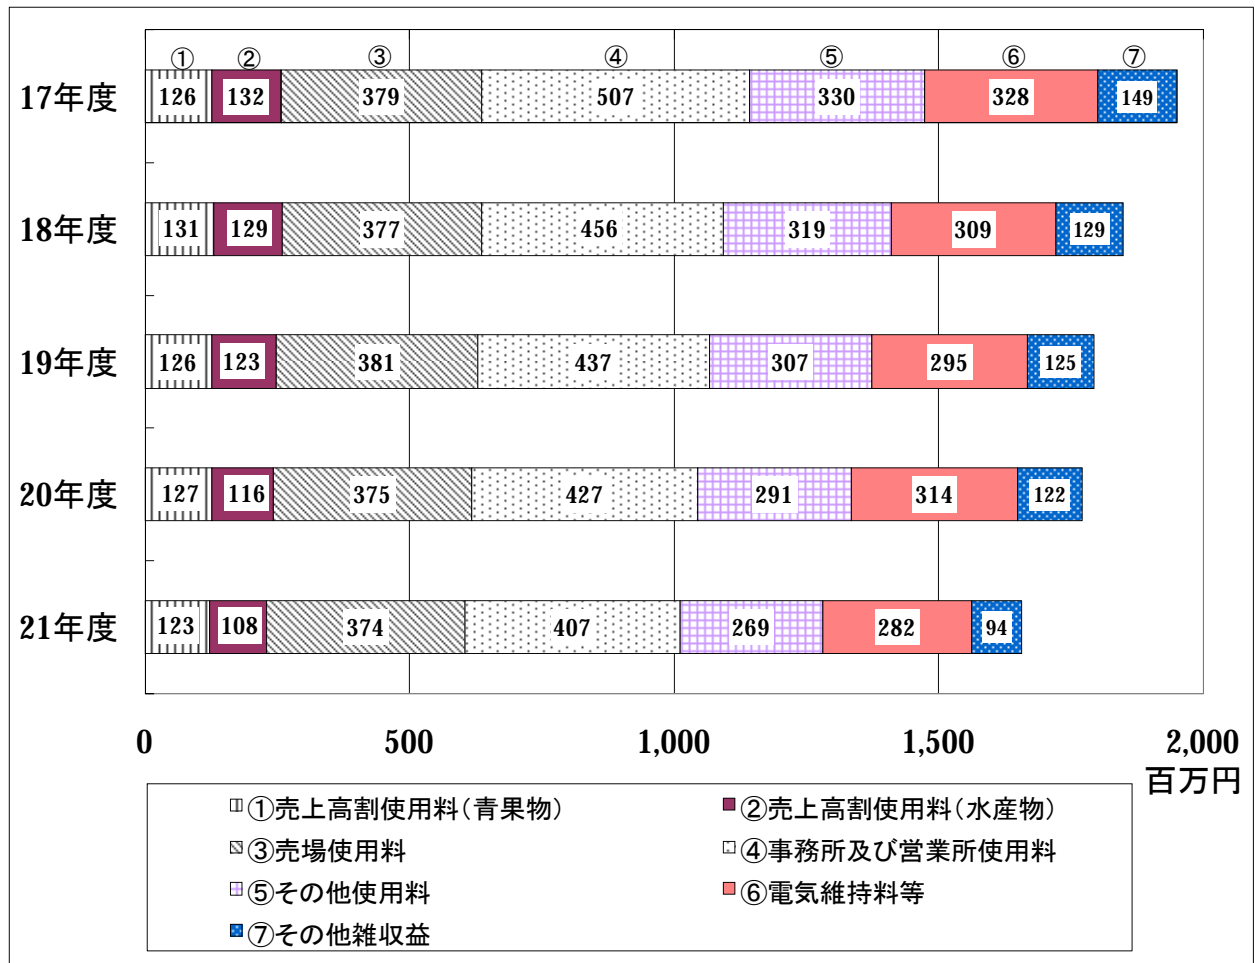 ① ② ③ ④ ⑤ ⑥ ⑦
17年度 126 132 379 507 330 328 149
18年度 131 129 377 456 319 309 129
19年度 126 123 381 437 307 295 125
20年度 127 116 375 427 291 314 122
21年度 123 108 374 407 269 282 94
0 500 1,000 1,500 2,000
百万円
①売上高割使用料(青果物) ②売上高割使用料(水産物)
③売場使用料 ④事務所及び営業所使用料
⑤その他使用料 ⑥電気維持料等
⑦その他雑収益